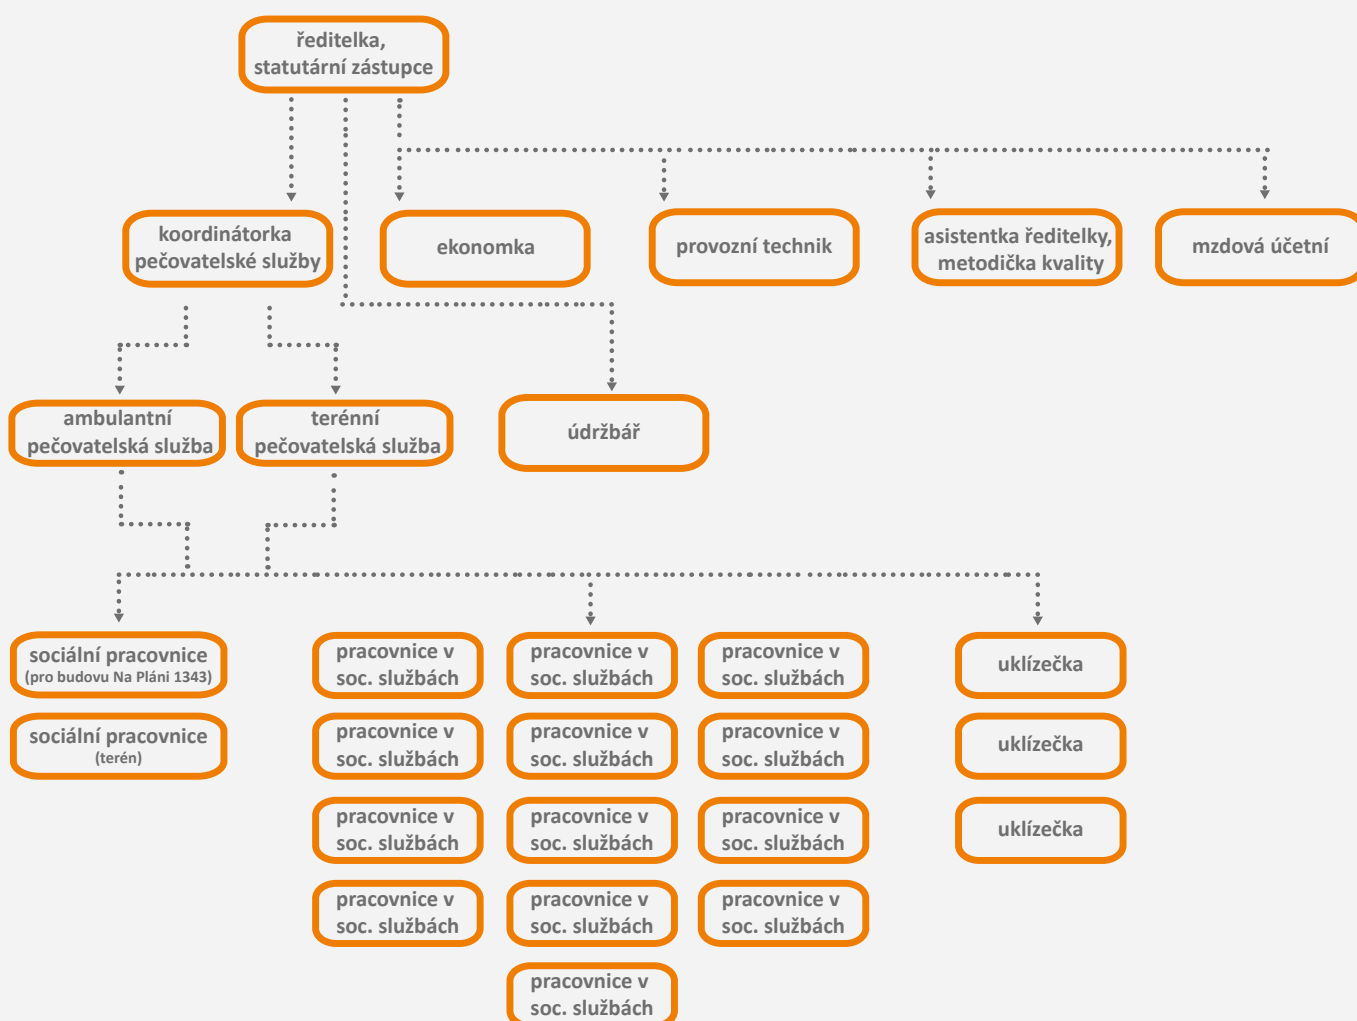 ředitelka,
statutární zástupce
koordinátorka
pečovatelské služby
ekonomka
provozní technik
asistentka ředitelky,
metodička kvality
mzdová účetní
ambulantní
pečovatelská služba
terénní
pečovatelská služba
údržbář
sociální pracovnice
(pro budovu Na Pláni 1343)
pracovnice v
soc. službách
pracovnice v
soc. službách
pracovnice v
soc. službách
uklízečka
sociální pracovnice
(terén)
pracovnice v
soc. službách
pracovnice v
soc. službách
pracovnice v
soc. službách
uklízečka
pracovnice v
soc. službách
pracovnice v
soc. službách
pracovnice v
soc. službách
uklízečka
pracovnice v
soc. službách
pracovnice v
soc. službách
pracovnice v
soc. službách
pracovnice v
soc. službách